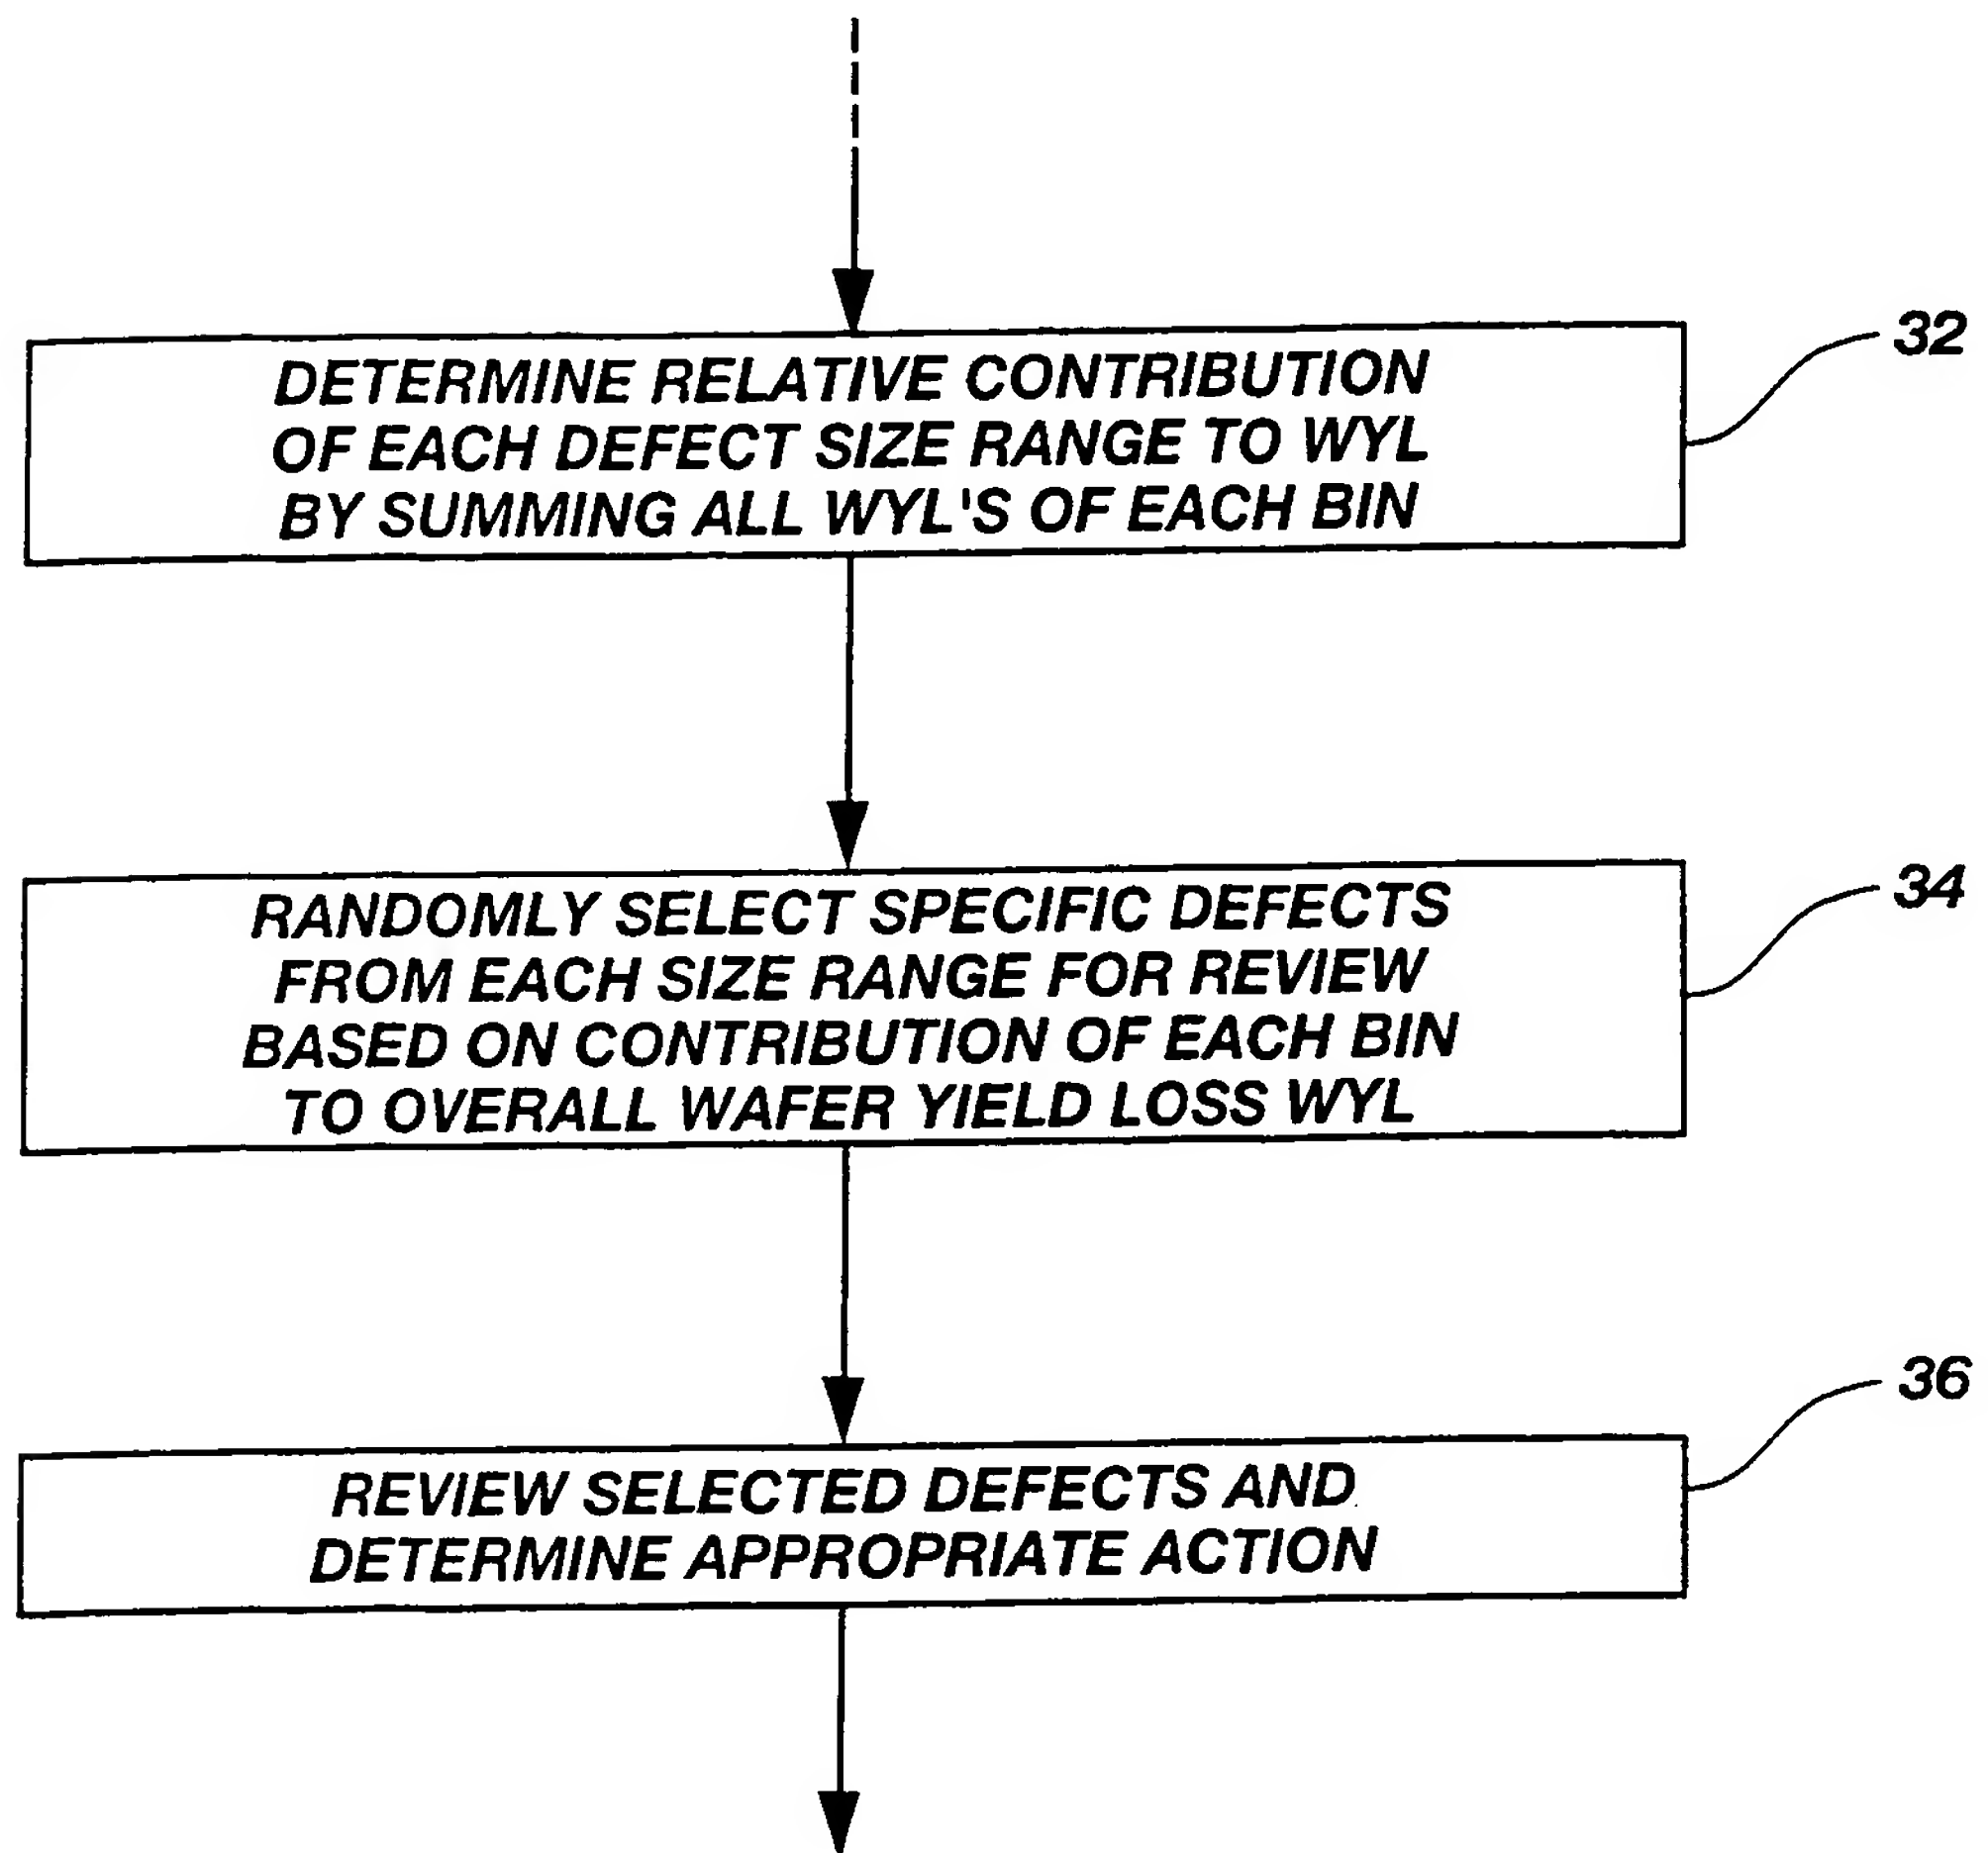 DETERMINE RELATIVE CONTRIBUTION
OF EACH DEFECT SIZE RANGE TO WYL
BY SUMMING ALL WYL'S OF EACH BIN
32
RANDOMLY SELECT SPECIFIC DEFECTS
FROM EACH SIZE RANGE FOR REVIEW
BASED ON CONTRIBUTION OF EACH BIN
TO OVERALL WAFER YIELD LOSS WYL
34
REVIEW SELECTED DEFECTS AND
DETERMINE APPROPRIATE ACTION
36